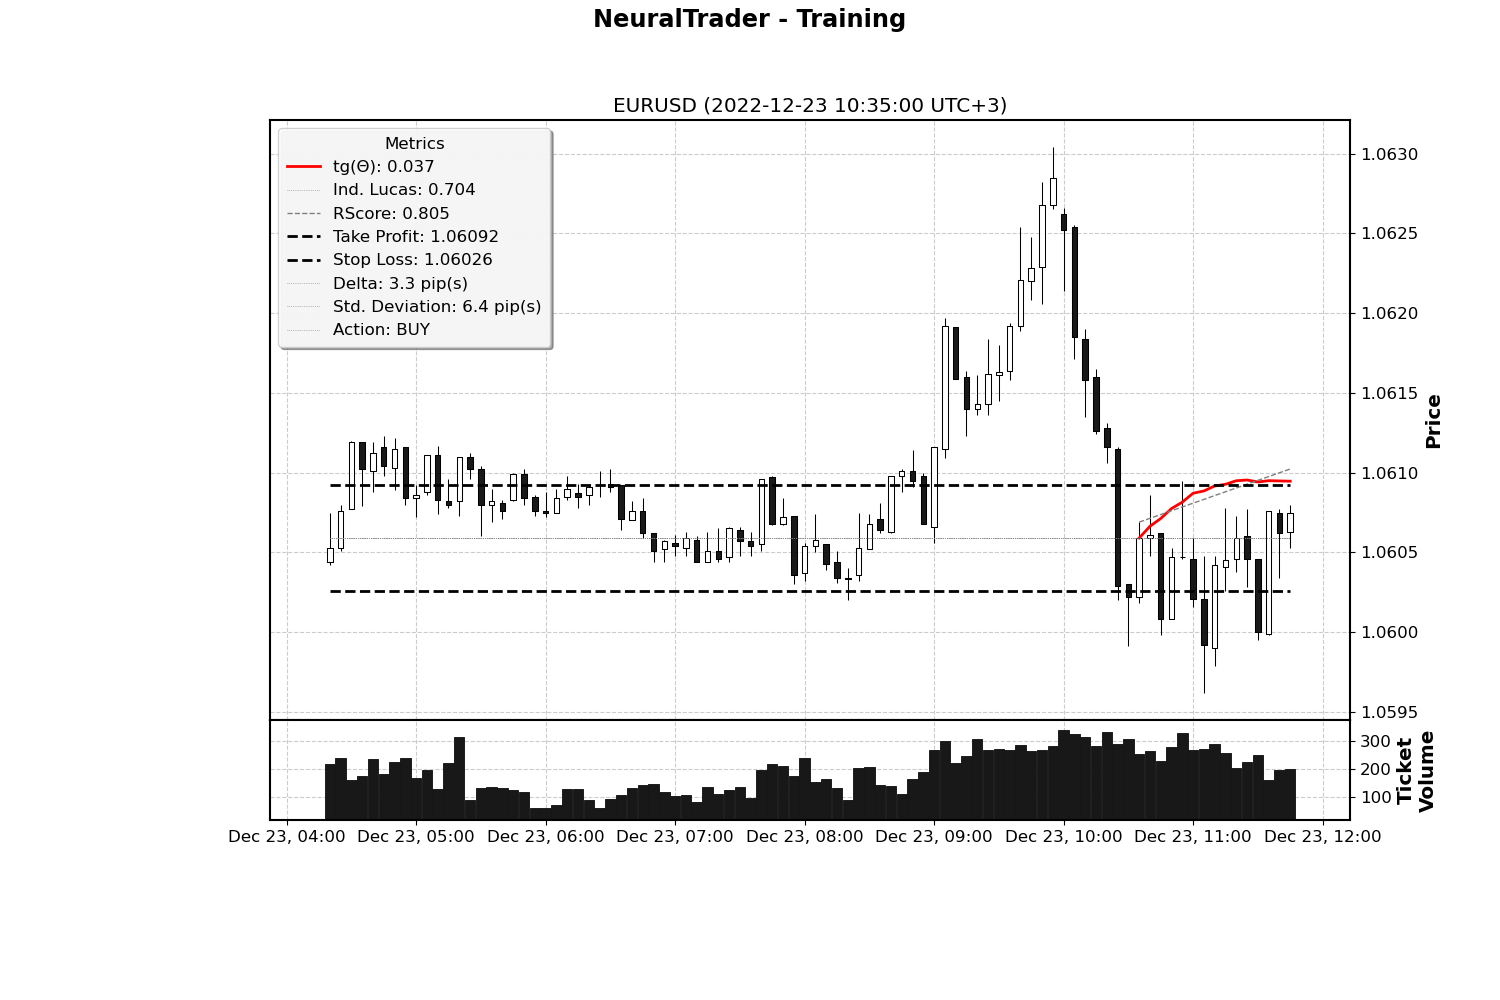 NeuralTrader - Training
EURUSD (2022-12-23 10:35:00 UTC+3)
Metrics
tg(Θ): 0.037
Ind. Lucas: 0.704
RScore: 0.805
Take Profit: 1.06092
Stop Loss: 1.06026
Delta: 3.3 pip(s)
Std. Deviation: 6.4 pip(s)
Action: BUY
1.0630
1.0625
1.0620
1.0615
1.0610
1.0605
1.0600
1.0595
Price
300
200
100
Ticket
Volume
Dec 23, 04:00
Dec 23, 05:00
Dec 23, 06:00
Dec 23, 07:00
Dec 23, 08:00
Dec 23, 09:00
Dec 23, 10:00
Dec 23, 11:00
Dec 23, 12:00